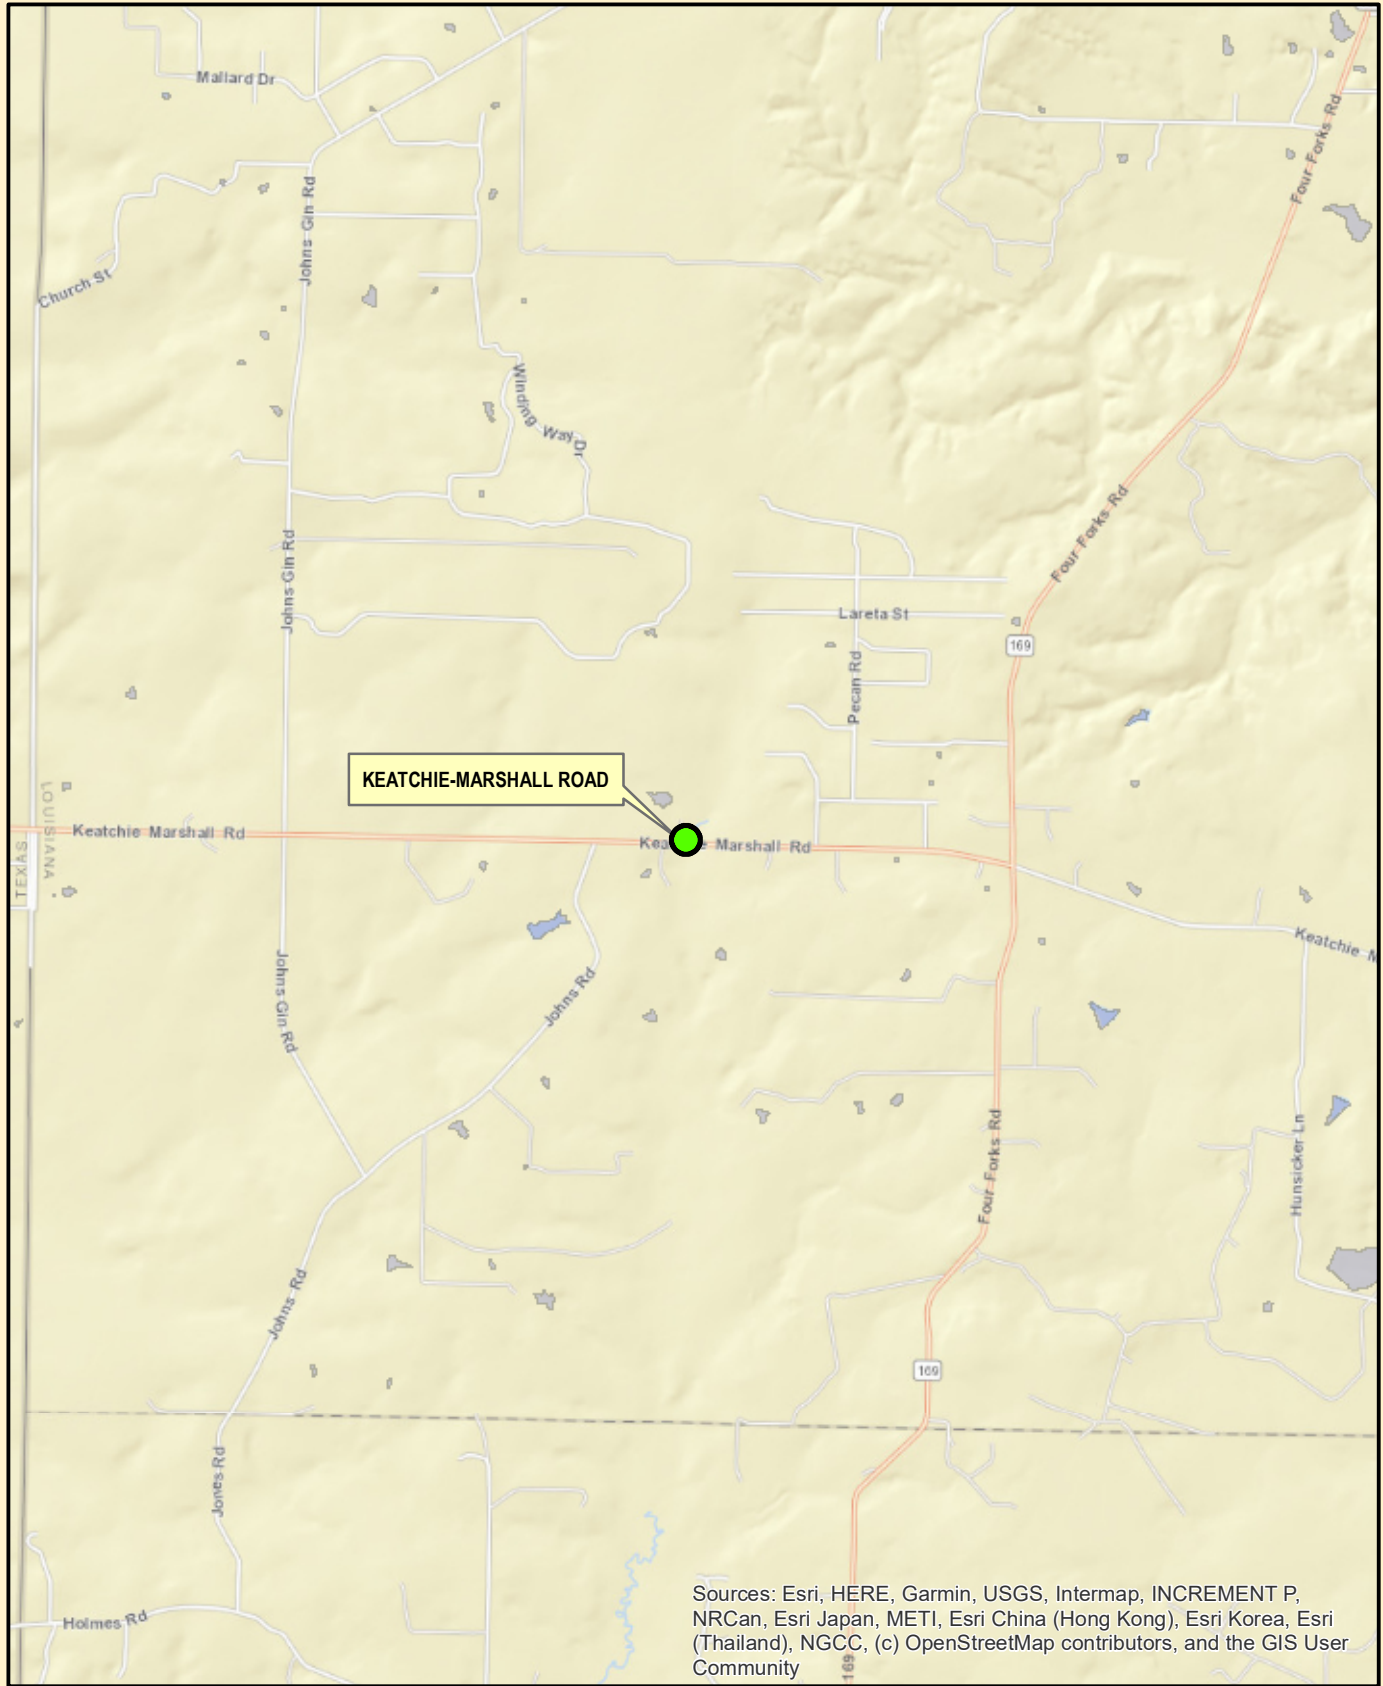 Mallard Dr
Four Forks Rd
Johns Gin Rd
Church St
Winding Way Dr
Four Forks Rd
Johns Gin Rd
Lareta St
169
Pecan Rd
KEATCHIE-MARSHALL ROAD
LOUISIANA
TEXAS
Keatchie Marshall Rd
Marshall Rd
Keatchie
Johns Gin Rd
Johns Rd
Four Forks Rd
Hunsicker Ln
Johns Rd
169
Jones Rd
Holmes Rd
169
Sources: Esri, HERE, Garmin, USGS, Intermap, INCREMENT P,
NRCan, Esri Japan, METI, Esri China (Hong Kong), Esri Korea, Esri
(Thailand), NGCC, (c) OpenStreetMap contributors, and the GIS User
Community